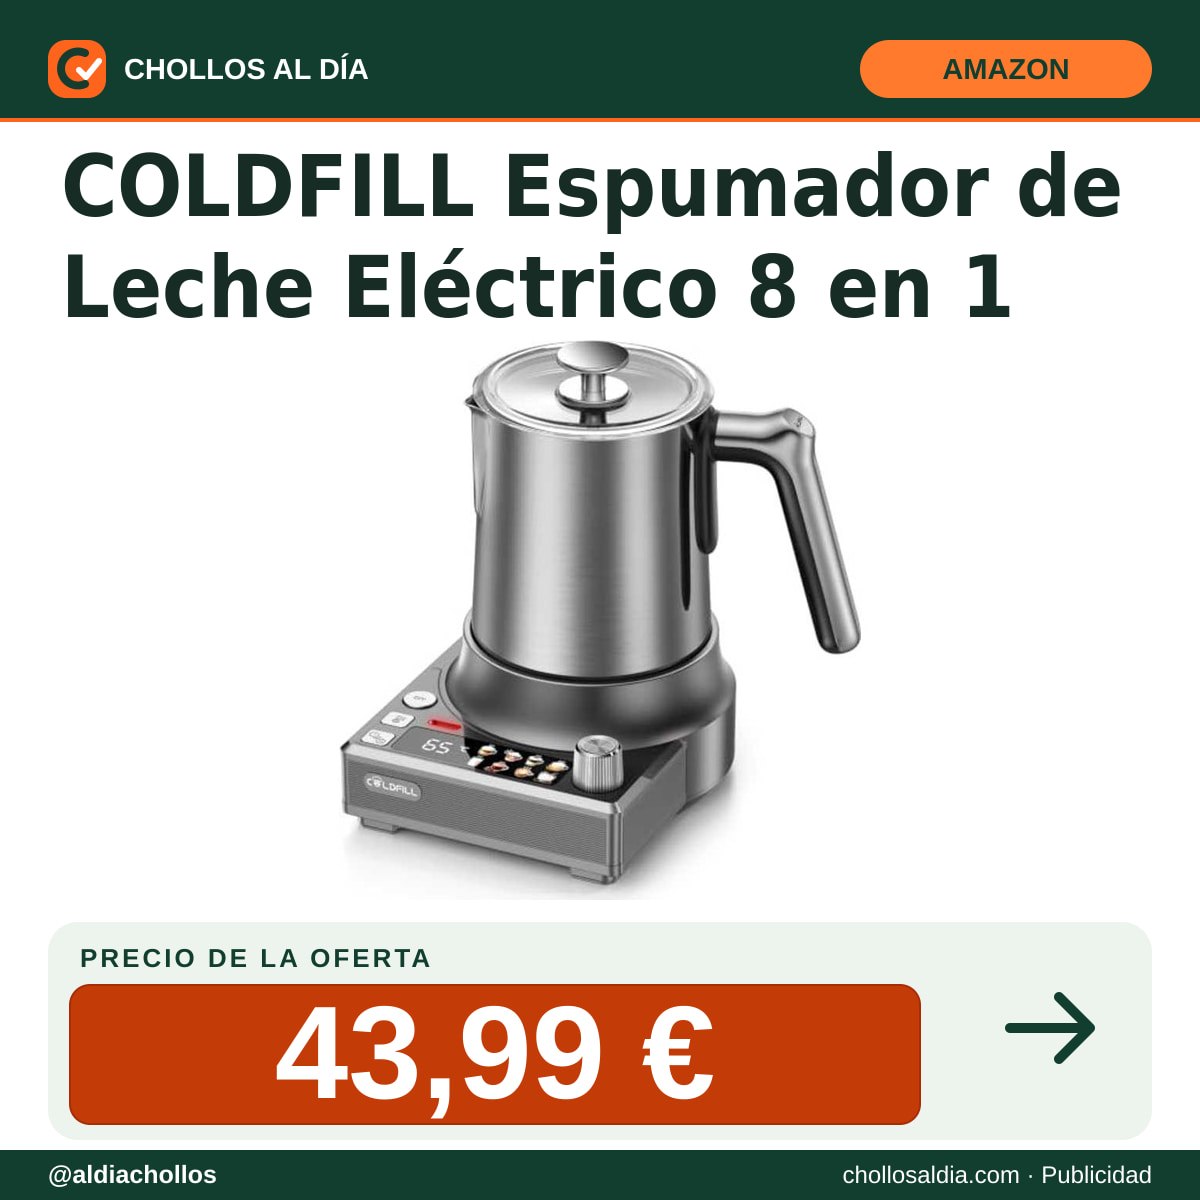 CHOLLOS AL DÍA
AMAZON
COLDFILL Espumador de
Leche Eléctrico 8 en 1
65 °C
COLDFILL
PRECIO DE LA OFERTA
43,99 €
@aldiachollos
chollosaldia.com · Publicidad